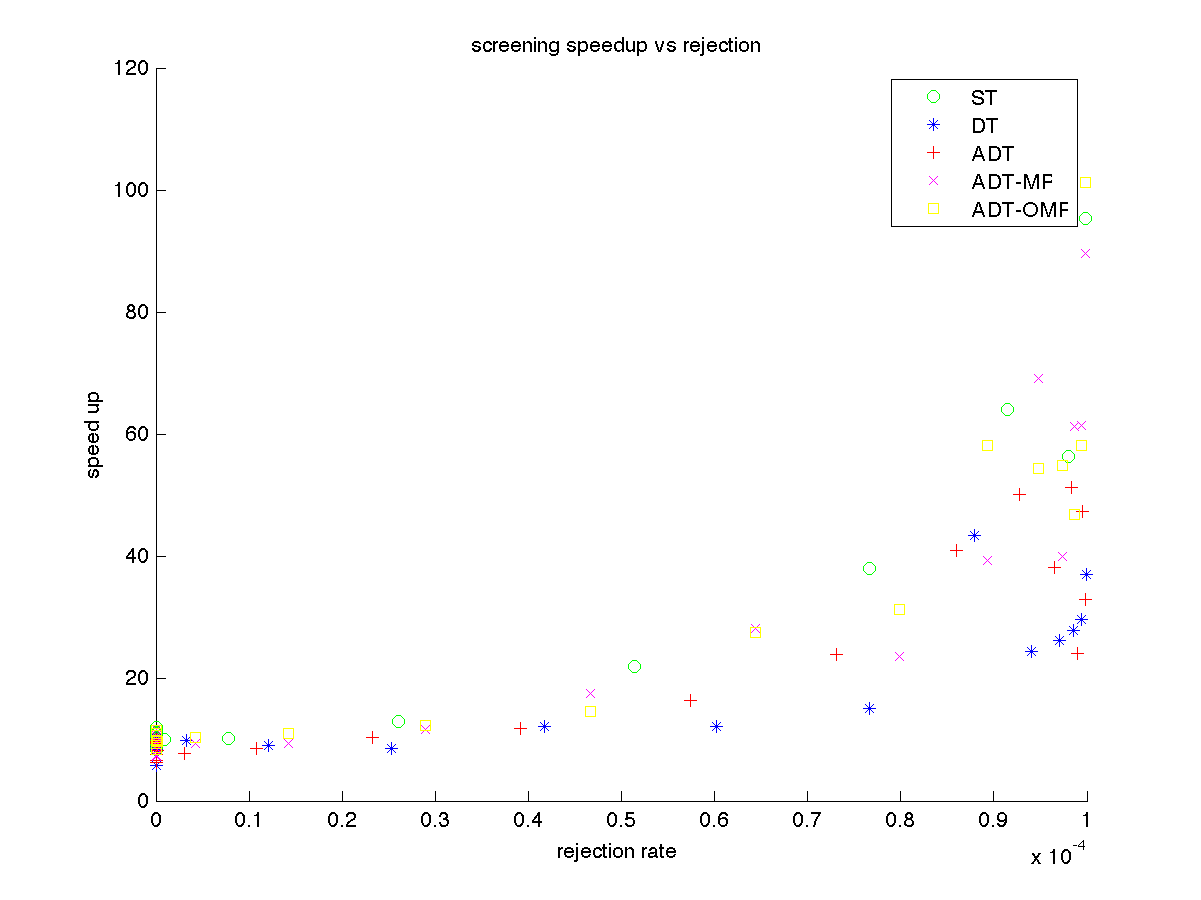 screening speedup vs rejection
120
100
80
60
40
20
0
speed up
ST
DT
ADT
ADT-MF
ADT-OMF
0 0.1 0.2 0.3 0.4 0.5 0.6 0.7 0.8 0.9 1
rejection rate
x 10^-4